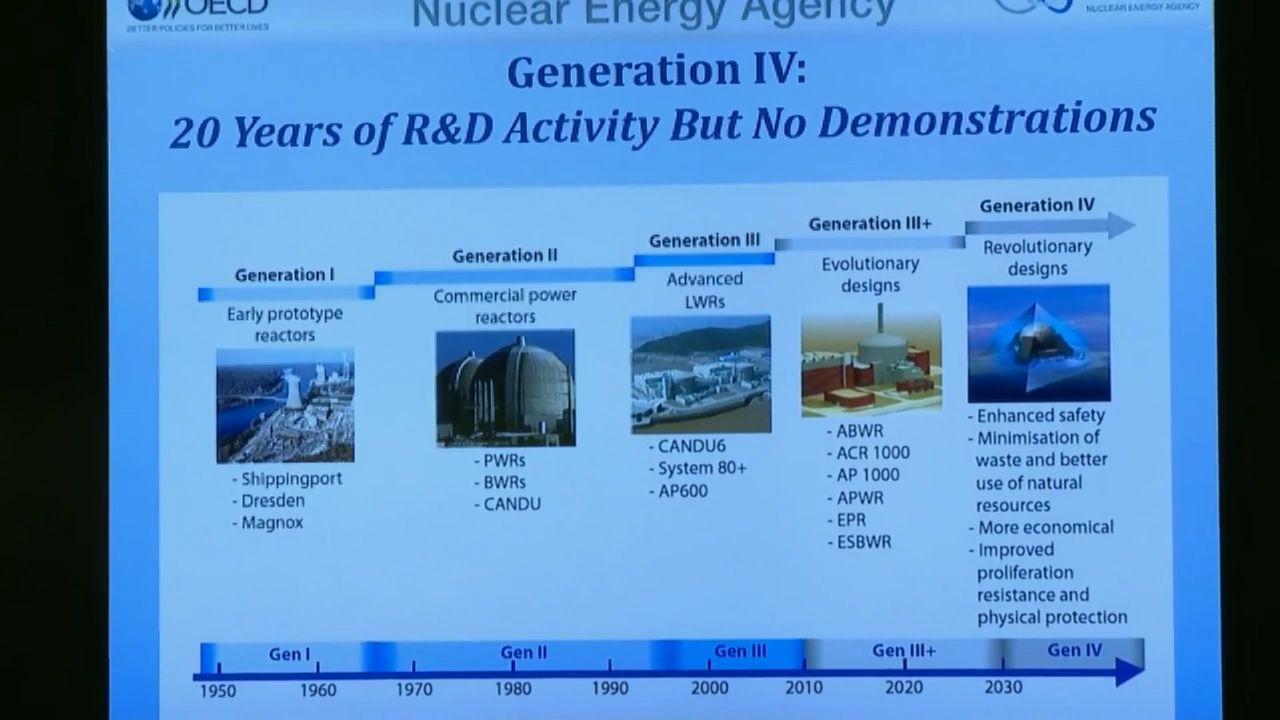 OECD
BETTER POLICIES FOR BETTER LIVES
Nuclear Energy Agency
NUCLEAR ENERGY AGENCY
Generation IV:
20 Years of R&D Activity But No Demonstrations
Generation I
Early prototype
reactors
- Shippingport
- Dresden
- Magnox
Generation II
Commercial power
reactors
- PWRs
- BWRs
- CANDU
Generation III
Advanced
LWRs
- CANDU6
- System 80+
- AP600
Generation III+
Evolutionary
designs
- ABWR
- ACR 1000
- AP 1000
- APWR
- EPR
- ESBWR
Generation IV
Revolutionary
designs
- Enhanced safety
- Minimisation of
waste and better
use of natural
resources
- More economical
- Improved
proliferation
resistance and
physical protection
Gen I Gen II Gen III Gen III+ Gen IV
1950 1960 1970 1980 1990 2000 2010 2020 2030